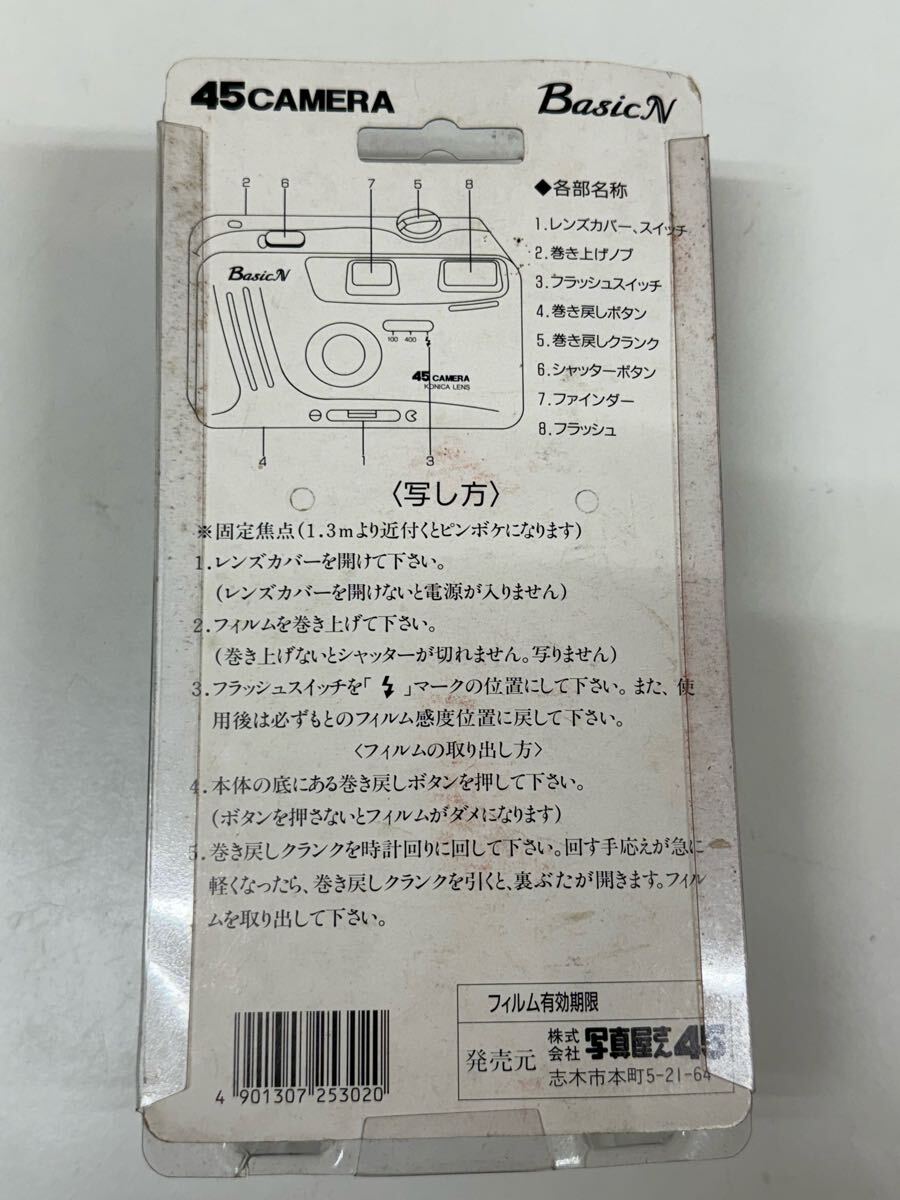 45CAMERA
Basic N
2 6 7 5 8
Basic N
100 400
45 CAMERA
KONICA LENS
4 1 3
◆各部名称
1.レンズカバー、スイッチ
2.巻き上げノブ
3.フラッシュスイッチ
4.巻き戻しボタン
5.巻き戻しクランク
6.シャッターボタン
7.ファインダー
8.フラッシュ
〈写し方〉
※固定焦点(1.3mより近付くとピンボケになります)
1.レンズカバーを開けて下さい。
(レンズカバーを開けないと電源が入りません)
2.フィルムを巻き上げて下さい。
(巻き上げないとシャッターが切れません。写りません)
3.フラッシュスイッチを「⚡」マークの位置にして下さい。また、使
用後は必ずもとのフィルム感度位置に戻して下さい。
〈フィルムの取り出し方〉
4.本体の底にある巻き戻しボタンを押して下さい。
(ボタンを押さないとフィルムがダメになります)
5.巻き戻しクランクを時計回りに回して下さい。回す手応えが急に
軽くなったら、巻き戻しクランクを引くと、裏ぶたが開きます。フィル
ムを取り出して下さい。
4 901307 253020
フィルム有効期限
発売元 株式会社 写真屋さん45
志木市本町5-21-64